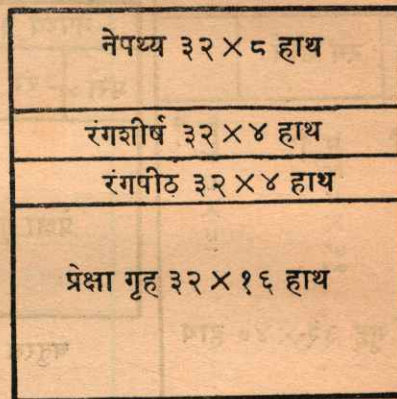 नेपथ्य ३२×८ हाथ
रंगशीर्ष ३२×४ हाथ
रंगपीठ ३२×४ हाथ
प्रेक्षा गृह ३२×१६ हाथ